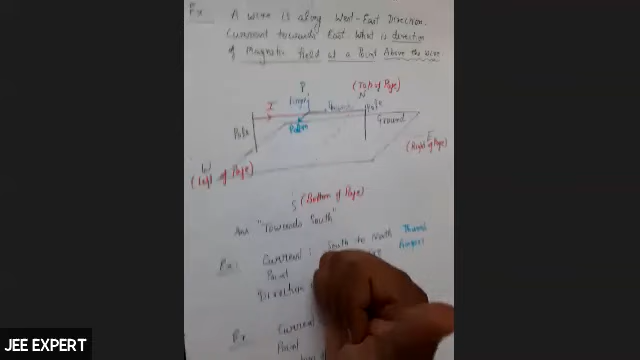 Ex
A wire is along West-East Direction.
Current towards East. What is direction
of Magnetic field at a Point Above the wire
P
(Top of Page)
N
I
fingers
Thumb
Pole
Pole
Palm
Ground
E
(Right of Page)
W
(Left of Page)
S
(Bottom of Page)
Ans "Towards South"
Ex:
Current : South to North Thumb
Point
fingers
Direction
Ex
Current
Point
JEE EXPERT